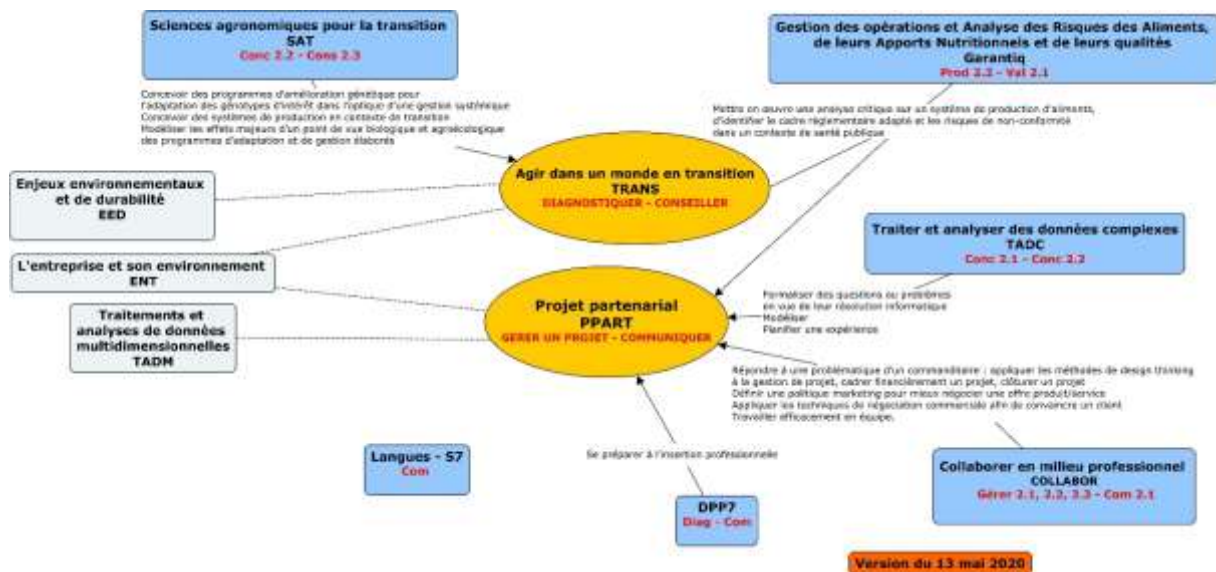 Sciences agronomiques pour la transition
SAT
Conc 2.2 - Cons 2.3
Gestion des opérations et Analyse des Risques des Aliments,
de leurs Apports Nutritionnels et de leurs qualités
Garantiq
Prod 2.2 - Val 2.1
Concevoir des programmes d'amélioration génétique pour
l'adaptation des génotypes d'intérêt dans l'optique d'une gestion systémique
Concevoir des systèmes de production en contexte de transition
Modéliser les effets majeurs d'un point de vue biologique et agroécologique
des programmes d'adaptation et de gestion élaborés
Mettre en œuvre une analyse critique sur un système de production d'aliments,
d'identifier le cadre règlementaire adapté et les risques de non-conformité
dans un contexte de santé publique
Agir dans un monde en transition
TRANS
DIAGNOSTIQUER - CONSEILLER
Enjeux environnementaux
et de durabilité
EED
Traiter et analyser des données complexes
TADC
Conc 2.1 - Conc 2.2
L'entreprise et son environnement
ENT
Projet partenarial
PPART
GERER UN PROJET - COMMUNIQUER
Formaliser des questions ou problèmes
en vue de leur résolution informatique
Modéliser
Planifier une expérience
Traitements et
analyses de données
multidimensionnelles
TADM
Répondre à une problématique d'un commanditaire : appliquer les méthodes de design thinking
à la gestion de projet, cadrer financièrement un projet, clôturer un projet
Définir une politique marketing pour mieux négocier une offre produit/service
Appliquer les techniques de négociation commerciale afin de convaincre un client
Travailler efficacement en équipe.
Langues - S7
Com
Se préparer à l'insertion professionnelle
Collaborer en milieu professionnel
COLLABOR
Gérer 2.1, 2.2, 2.3 - Com 2.1
DPP7
Diag - Com
Version du 13 mai 2020